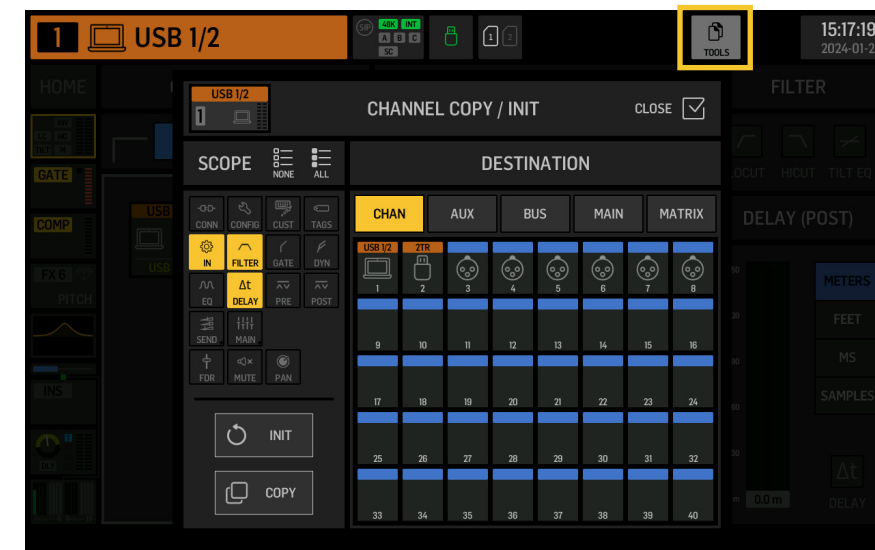 1 USB 1/2
SIP 48K INT
A B C
SC
1 2
TOOLS
15:17:19
2024-01-2
HOME
FILTER
USB 1/2
1
CHANNEL COPY / INIT
CLOSE
SCOPE
NONE
ALL
DESTINATION
LOCUT HICUT TILT EQ
GATE
CONN CONFIG CUST TAGS
CHAN AUX BUS MAIN MATRIX
COMP
USB
DELAY (POST)
IN FILTER GATE DYN
USB 1/2 2TR
1 2 3 4 5 6 7 8
FX 6
PITCH
USB
Δt
EQ DELAY PRE POST
METERS
SEND MAIN
9 10 11 12 13 14 15 16
FEET
FDR MUTE PAN
MS
INS
17 18 19 20 21 22 23 24
SAMPLES
INIT
25 26 27 28 29 30 31 32
DLY
COPY
Δt
0.0 m
DELAY
33 34 35 36 37 38 39 40